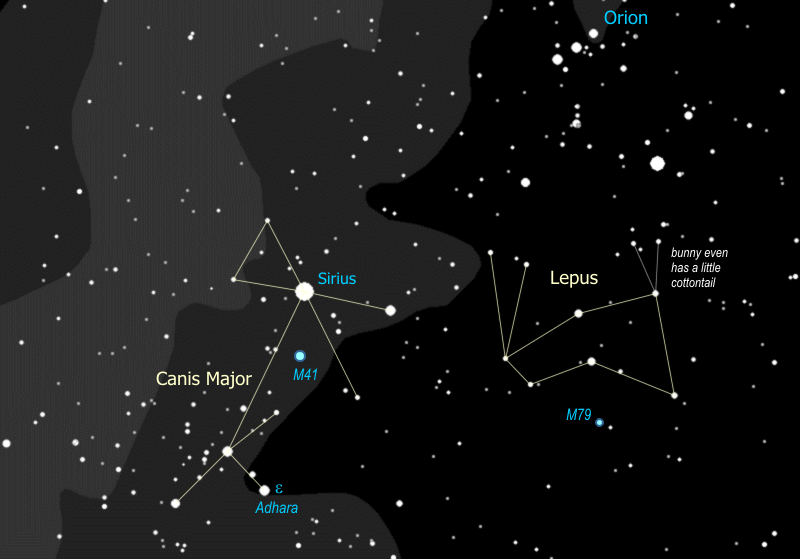 Orion
Sirius
Lepus
bunny even
has a little
cottontail
Canis Major
M41
M79
ε
Adhara